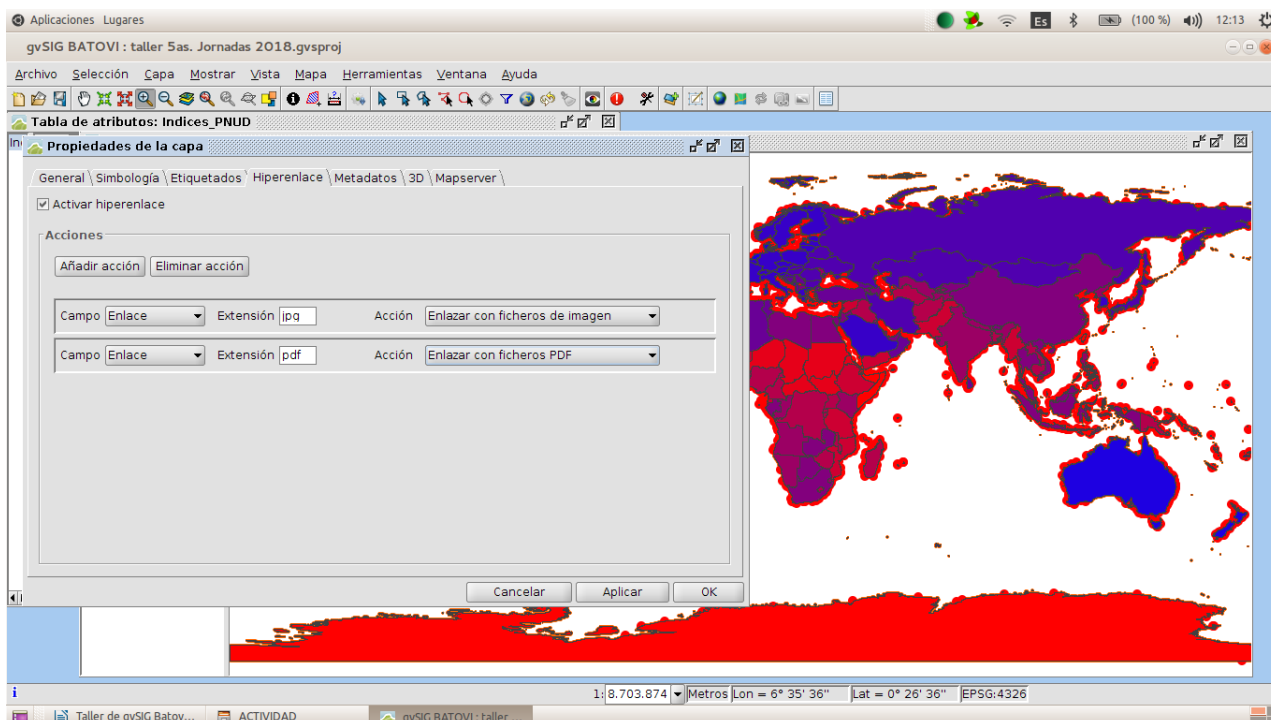 Aplicaciones Lugares Es (100 %) 12:13
gvSIG BATOVI : taller 5as. Jornadas 2018.gvsproj
Archivo Selección Capa Mostrar Vista Mapa Herramientas Ventana Ayuda
Tabla de atributos: Indices_PNUD
Propiedades de la capa
General Simbología Etiquetados Hiperenlace Metadatos 3D Mapserver
Activar hiperenlace
Acciones
Añadir acción Eliminar acción
Campo Enlace Extensión jpg Acción Enlazar con ficheros de imagen
Campo Enlace Extensión pdf Acción Enlazar con ficheros PDF
Cancelar Aplicar OK
1: 8.703.874 Metros Lon = 6° 35' 36" Lat = 0° 26' 36" EPSG:4326
Taller de gvSIG Batov... ACTIVIDAD gvSIG BATOVI : taller ...